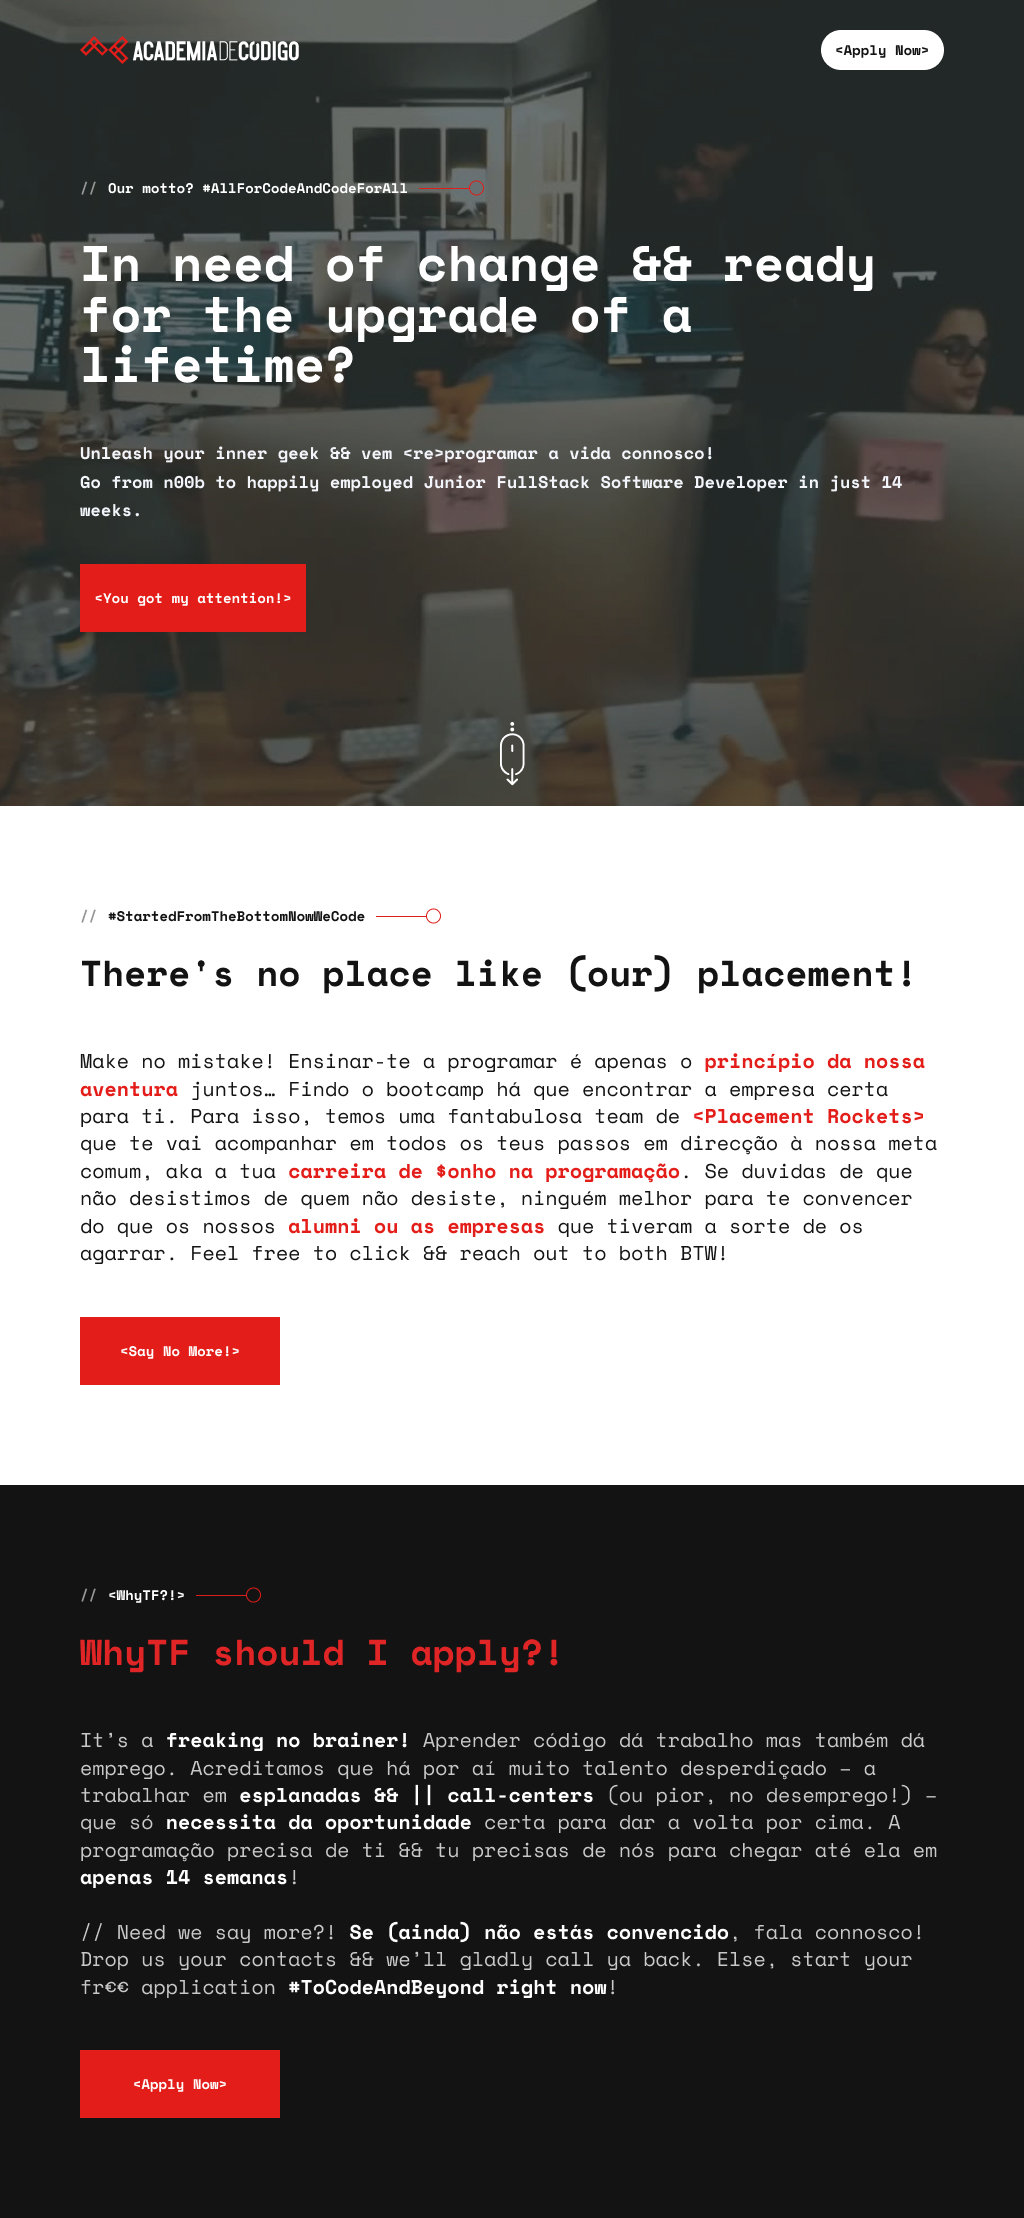 ACADEMIADECÓDIGO
<Apply Now>
// Our motto? #AllForCodeAndCodeForAll
In need of change && ready
for the upgrade of a
lifetime?
Unleash your inner geek && vem <re>programar a vida connosco!
Go from n00b to happily employed Junior FullStack Software Developer in just 14
weeks.
<You got my attention!>
// #StartedFromTheBottomNowWeCode
There's no place like (our) placement!
Make no mistake! Ensinar-te a programar é apenas o princípio da nossa
aventura juntos… Findo o bootcamp há que encontrar a empresa certa
para ti. Para isso, temos uma fantabulosa team de <Placement Rockets>
que te vai acompanhar em todos os teus passos em direcção à nossa meta
comum, aka a tua carreira de $onho na programação. Se duvidas de que
não desistimos de quem não desiste, ninguém melhor para te convencer
do que os nossos alumni ou as empresas que tiveram a sorte de os
agarrar. Feel free to click && reach out to both BTW!
<Say No More!>
// <WhyTF?!>
WhyTF should I apply?!
It’s a freaking no brainer! Aprender código dá trabalho mas também dá
emprego. Acreditamos que há por aí muito talento desperdiçado – a
trabalhar em esplanadas && || call-centers (ou pior, no desemprego!) –
que só necessita da oportunidade certa para dar a volta por cima. A
programação precisa de ti && tu precisas de nós para chegar até ela em
apenas 14 semanas!
// Need we say more?! Se (ainda) não estás convencido, fala connosco!
Drop us your contacts && we’ll gladly call ya back. Else, start your
fr€€ application #ToCodeAndBeyond right now!
<Apply Now>